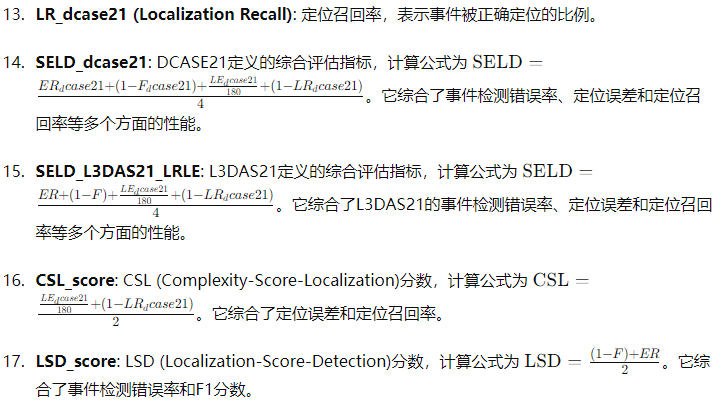 13. LR_dcase21 (Localization Recall): 定位召回率，表示事件被正确定位的比例。
14. SELD_dcase21: DCASE21定义的综合评估指标，计算公式为 SELD =
\frac{ER_dcase21+(1-F_dcase21)+\frac{LE_dcase21}{180}+(1-LR_dcase21)}{4}。它综合了事件检测错误率、定位误差和定位召
回率等多个方面的性能。
15. SELD_L3DAS21_LRLE: L3DAS21定义的综合评估指标，计算公式为 SELD =
\frac{ER+(1-F)+\frac{LE_dcase21}{180}+(1-LR_dcase21)}{4}。它综合了L3DAS21的事件检测错误率、定位误差和定位召回
率等多个方面的性能。
16. CSL_score: CSL (Complexity-Score-Localization)分数，计算公式为 CSL =
\frac{\frac{LE_dcase21}{180}+(1-LR_dcase21)}{2}。它综合了定位误差和定位召回率。
17. LSD_score: LSD (Localization-Score-Detection)分数，计算公式为 LSD = \frac{(1-F)+ER}{2}。它综
合了事件检测错误率和F1分数。